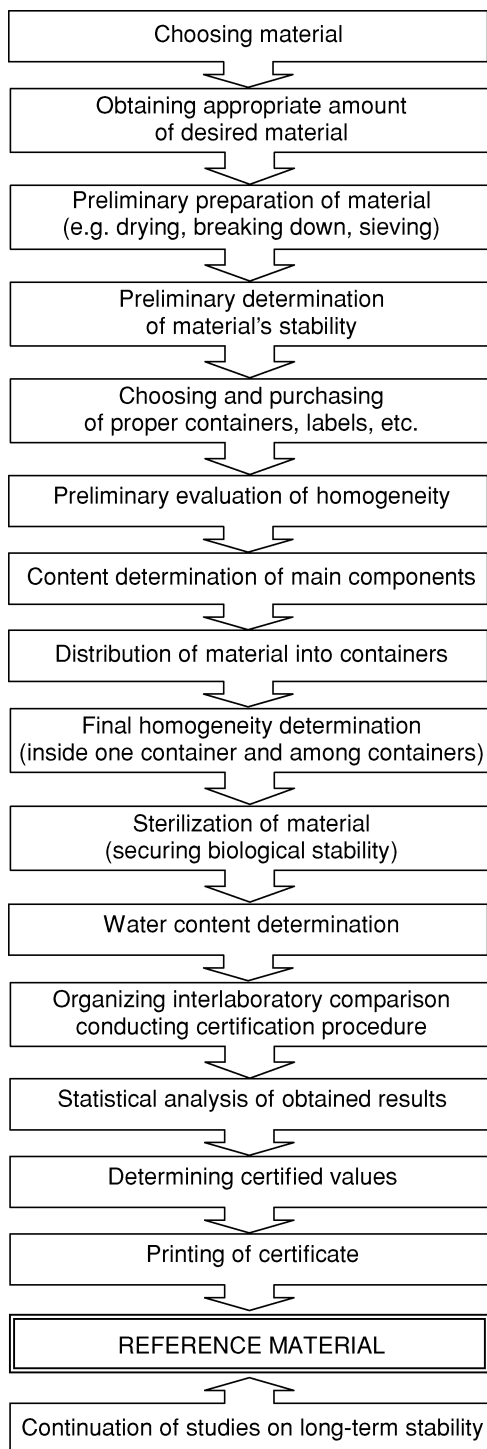 Choosing material
Obtaining appropriate amount
of desired material
Preliminary preparation of material
(e.g. drying, breaking down, sieving)
Preliminary determination
of material's stability
Choosing and purchasing
of proper containers, labels, etc.
Preliminary evaluation of homogeneity
Content determination of main components
Distribution of material into containers
Final homogeneity determination
(inside one container and among containers)
Sterilization of material
(securing biological stability)
Water content determination
Organizing interlaboratory comparison
conducting certification procedure
Statistical analysis of obtained results
Determining certified values
Printing of certificate
REFERENCE MATERIAL
Continuation of studies on long-term stability